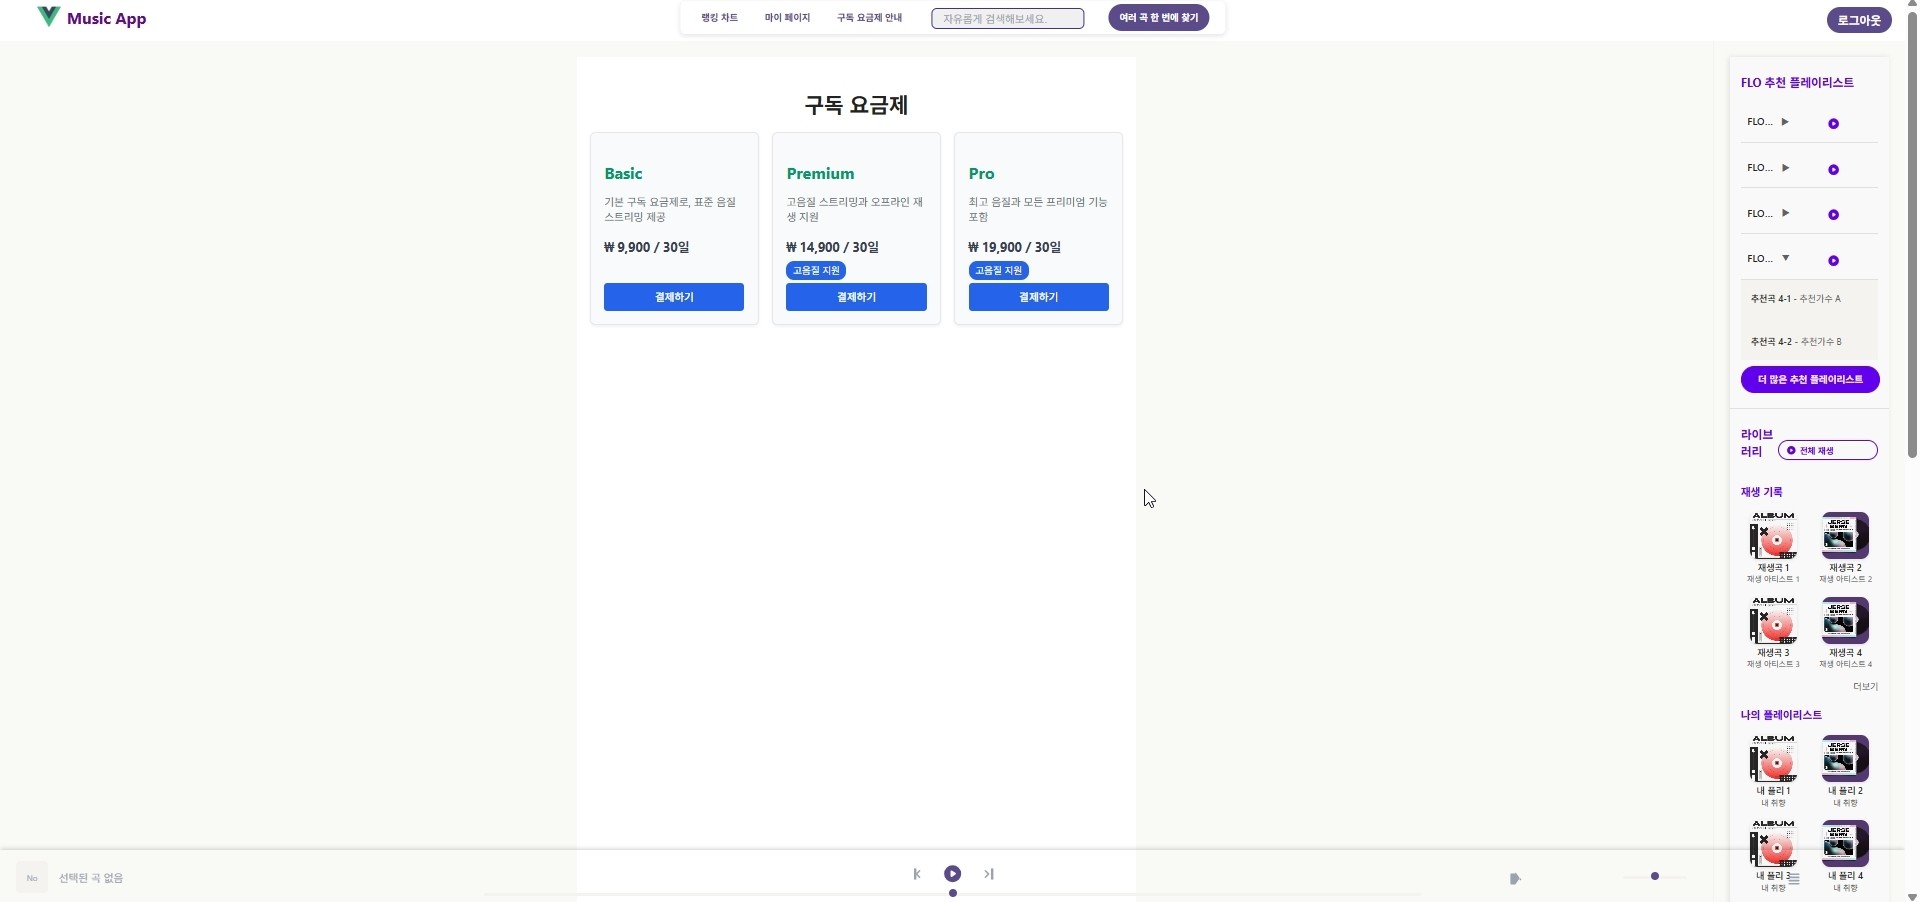 Music App
랭킹 차트
마이 페이지
구독 요금제 안내
자유롭게 검색해보세요.
여러 곡 한 번에 찾기
로그아웃
구독 요금제
Basic
기본 구독 요금제로, 표준 음질
스트리밍 제공
₩ 9,900 / 30일
결제하기
Premium
고음질 스트리밍과 오프라인 재
생 지원
₩ 14,900 / 30일
고음질 지원
결제하기
Pro
최고 음질과 모든 프리미엄 기능
포함
₩ 19,900 / 30일
고음질 지원
결제하기
FLO 추천 플레이리스트
FLO...
FLO...
FLO...
FLO...
추천곡 4-1 - 추천가수 A
추천곡 4-2 - 추천가수 B
더 많은 추천 플레이리스트
라이브
러리
전체 재생
재생 기록
ALBUM
재생곡 1
재생 아티스트 1
재생곡 2
재생 아티스트 2
ALBUM
재생곡 3
재생 아티스트 3
재생곡 4
재생 아티스트 4
더보기
나의 플레이리스트
ALBUM
내 플리 1
내 취향
내 플리 2
내 취향
ALBUM
내 플리 3
내 취향
내 플리 4
내 취향
No
선택된 곡 없음